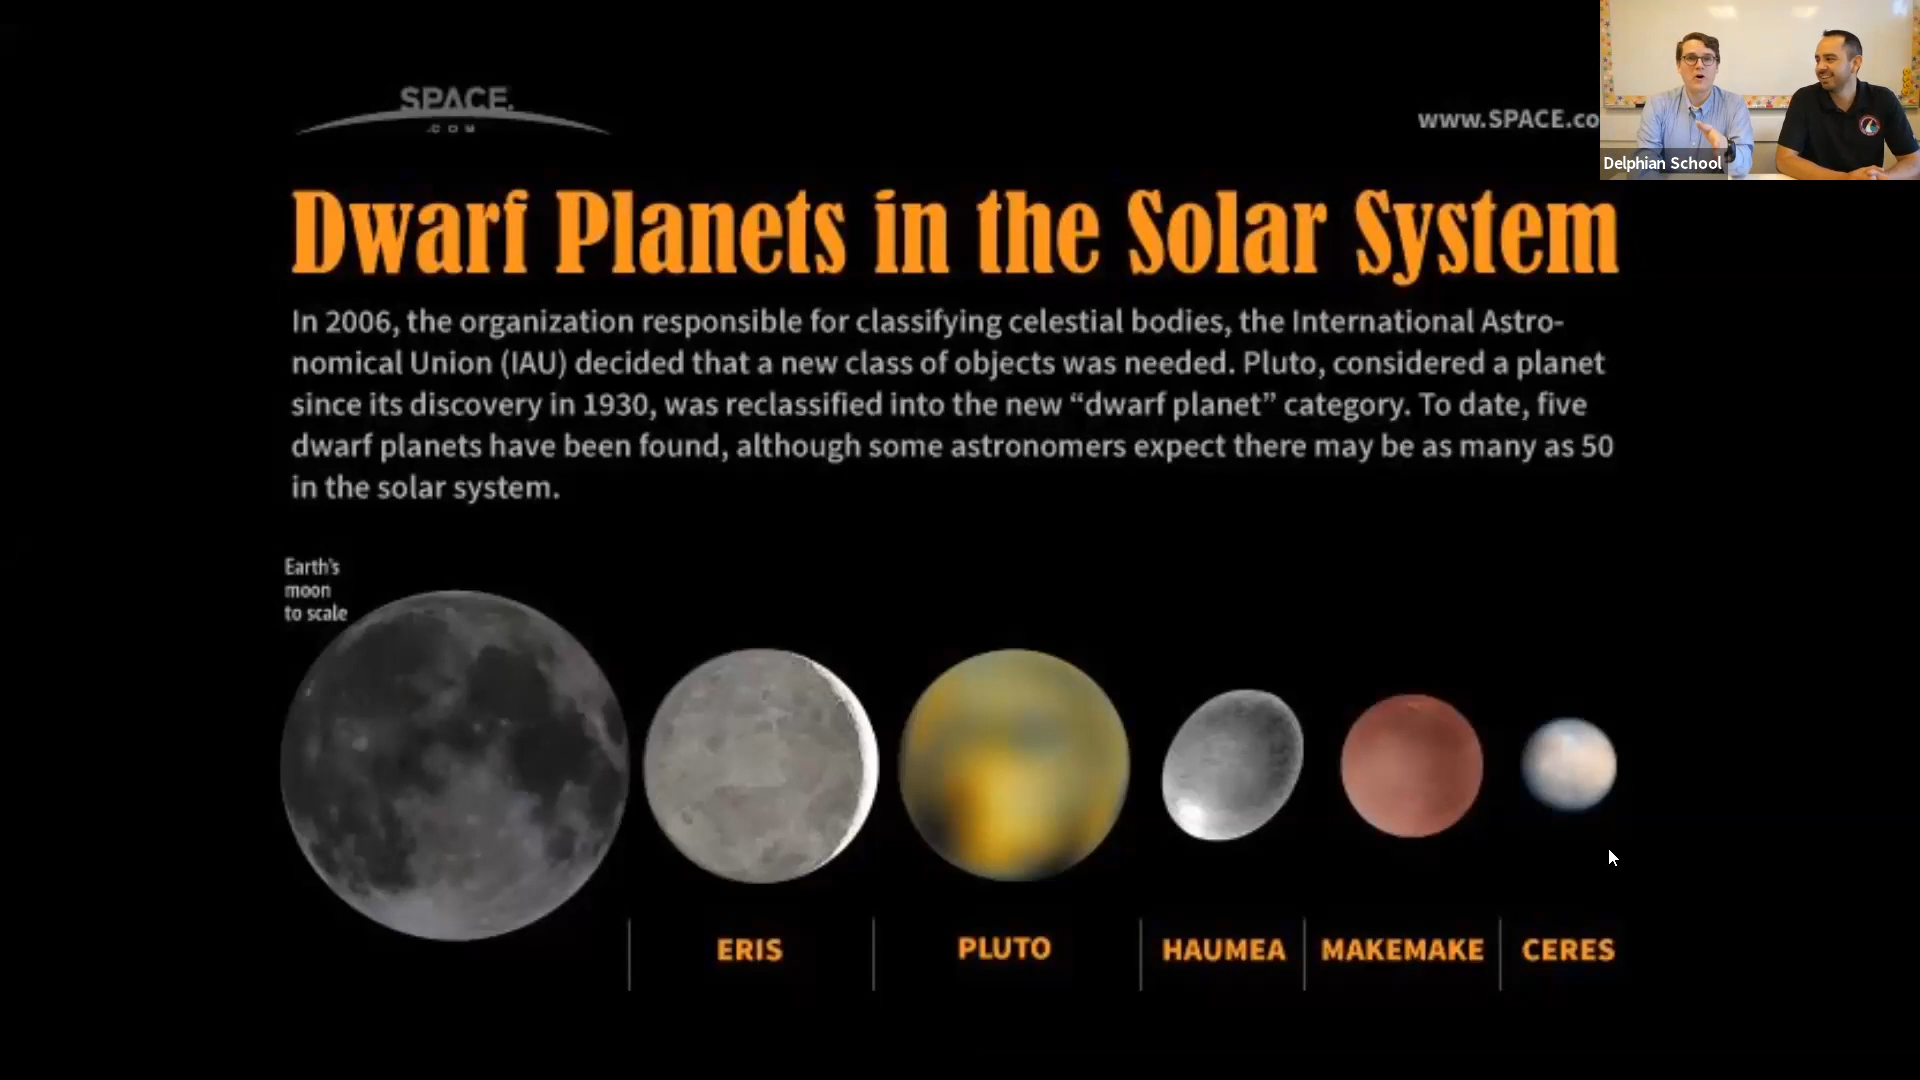 SPACE.
.COM
www.SPACE.co
Delphian School
Dwarf Planets in the Solar System
In 2006, the organization responsible for classifying celestial bodies, the International Astro-
nomical Union (IAU) decided that a new class of objects was needed. Pluto, considered a planet
since its discovery in 1930, was reclassified into the new “dwarf planet” category. To date, five
dwarf planets have been found, although some astronomers expect there may be as many as 50
in the solar system.
Earth's
moon
to scale
ERIS
PLUTO
HAUMEA
MAKEMAKE
CERES